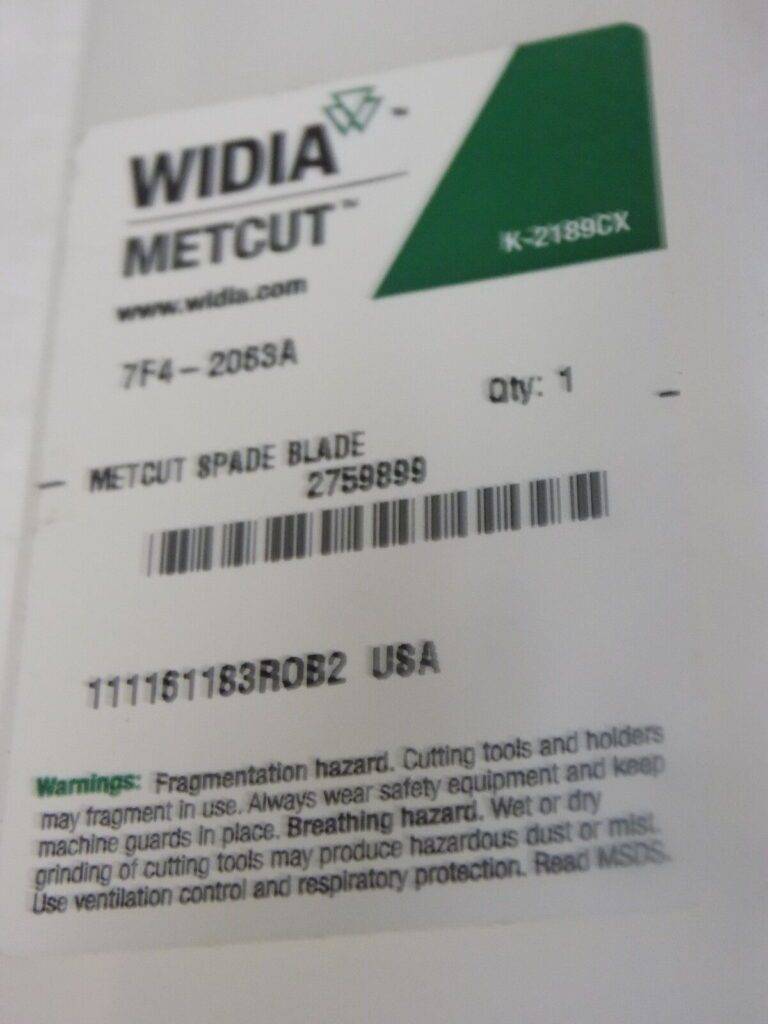 WIDIA™
METCUT™
www.widia.com
K-2189CX
7F4-2063A
Qty: 1
METCUT SPADE BLADE
2759899
111161183ROB2 USA
Warnings: Fragmentation hazard. Cutting tools and holders
may fragment in use. Always wear safety equipment and keep
machine guards in place. Breathing hazard. Wet or dry
grinding of cutting tools may produce hazardous dust or mist.
Use ventilation control and respiratory protection. Read MSDS.